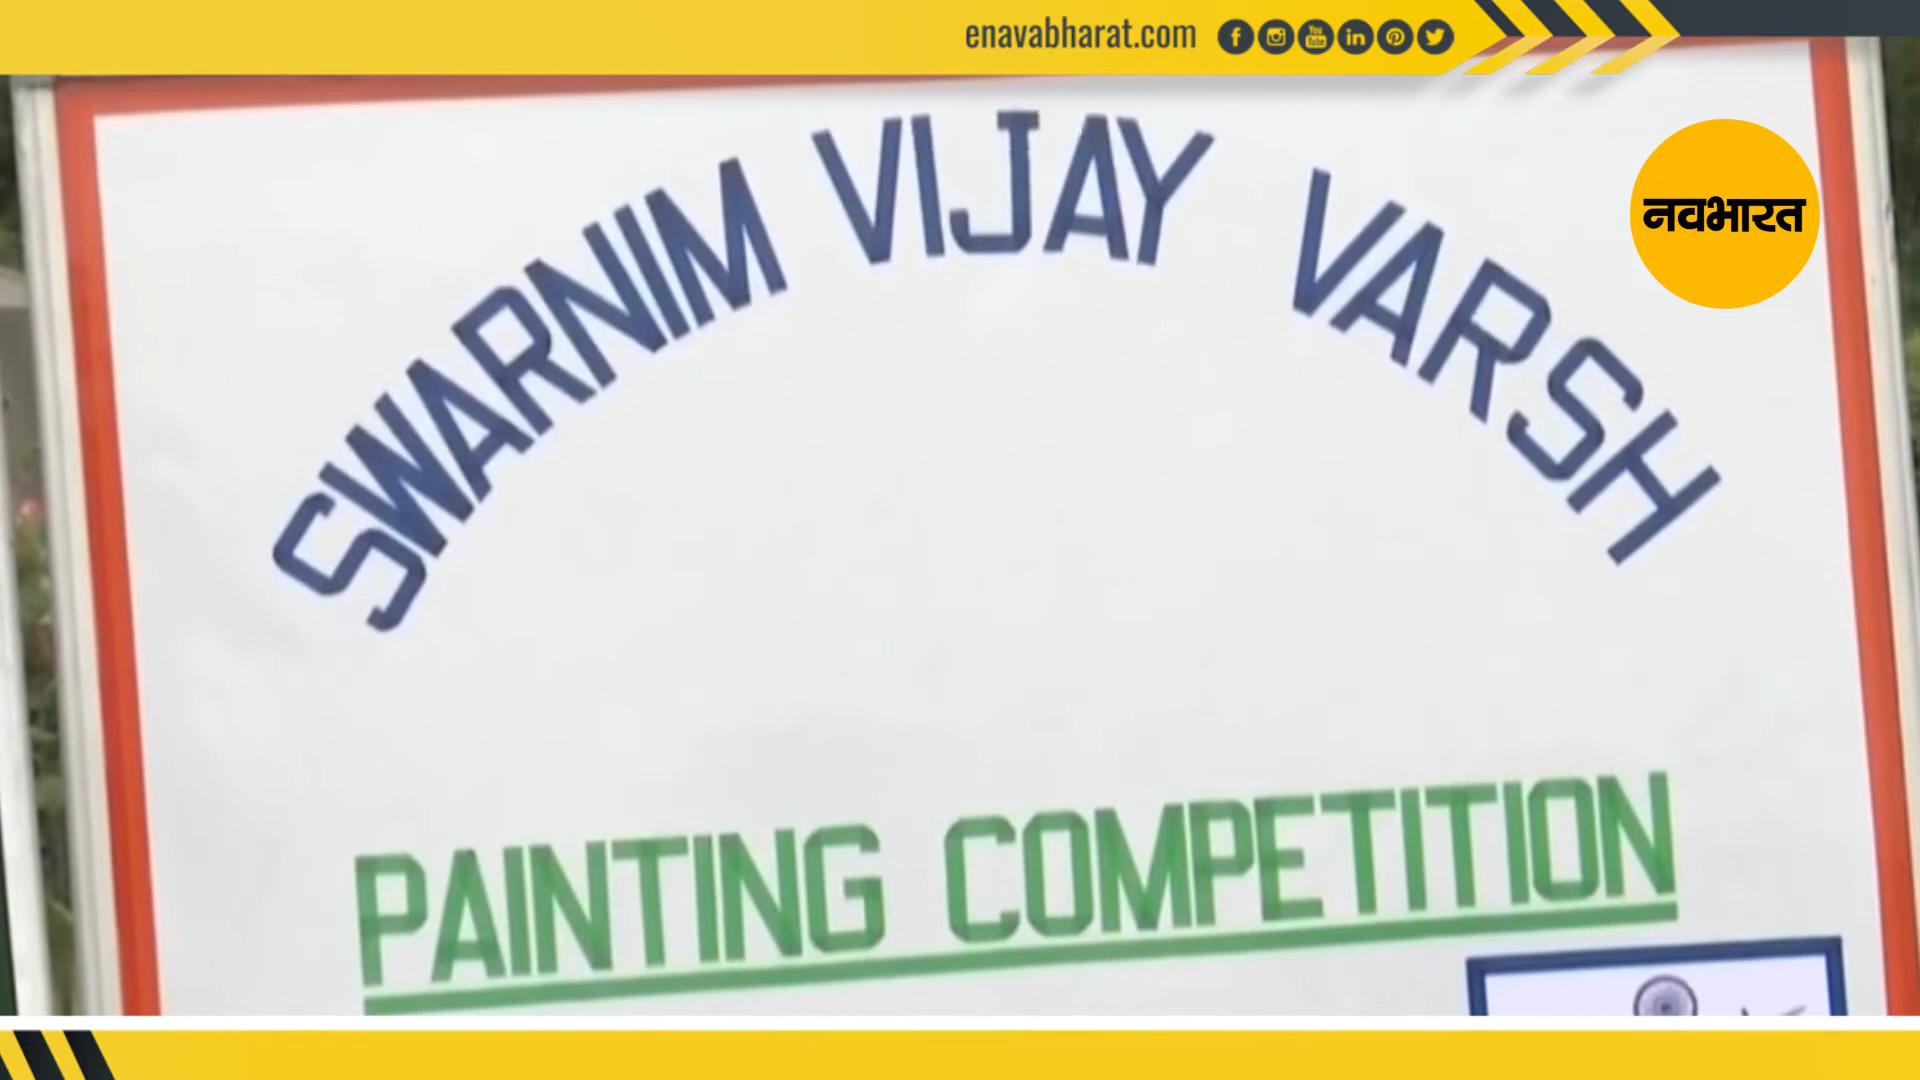 enavabharat.com
नवभारत
SWARNIM VIJAY VARSH
PAINTING COMPETITION